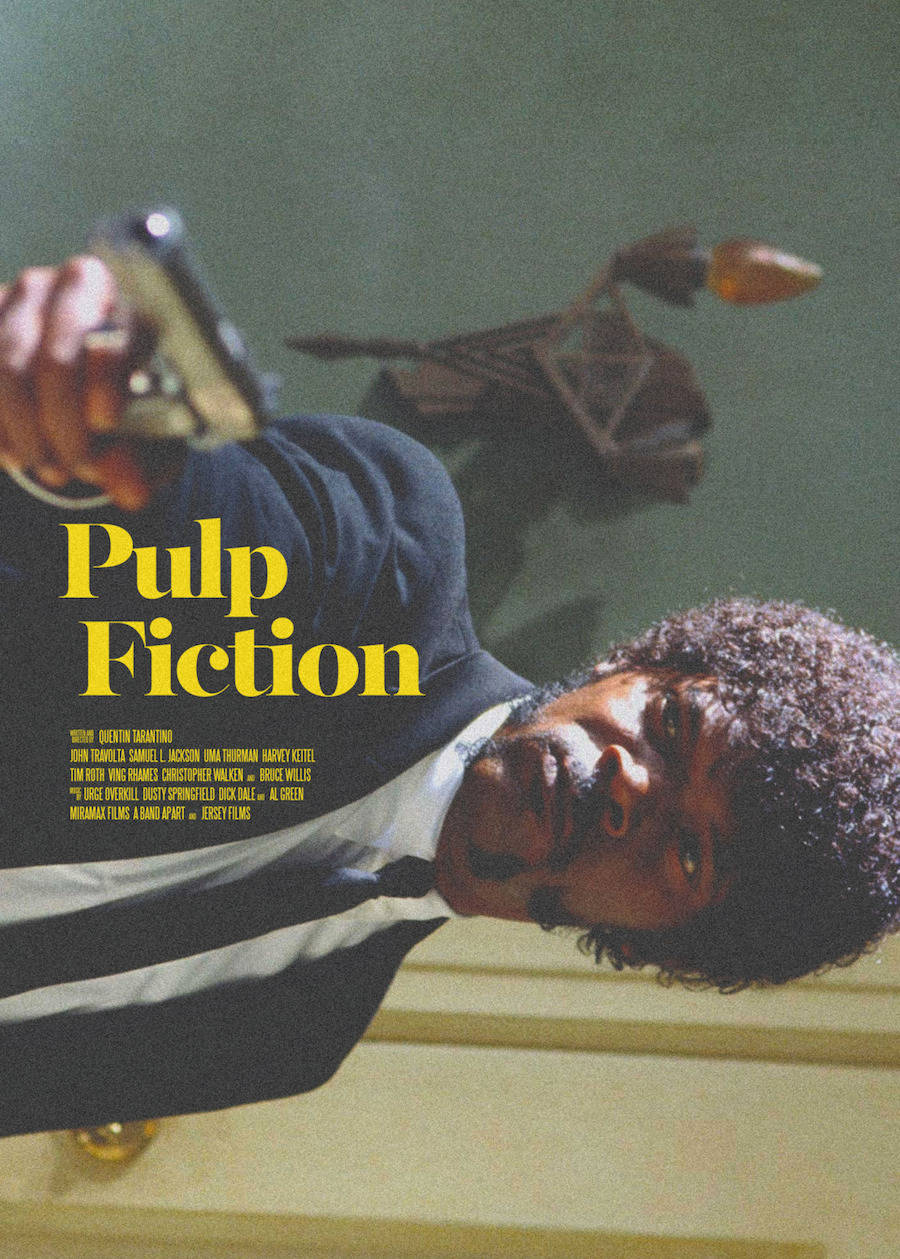 Pulp
Fiction
WRITTEN AND
DIRECTED BY QUENTIN TARANTINO
JOHN TRAVOLTA SAMUEL L. JACKSON UMA THURMAN HARVEY KEITEL
TIM ROTH VING RHAMES CHRISTOPHER WALKEN AND BRUCE WILLIS
MUSIC BY URGE OVERKILL DUSTY SPRINGFIELD DICK DALE AND AL GREEN
MIRAMAX FILMS A BAND APART AND JERSEY FILMS